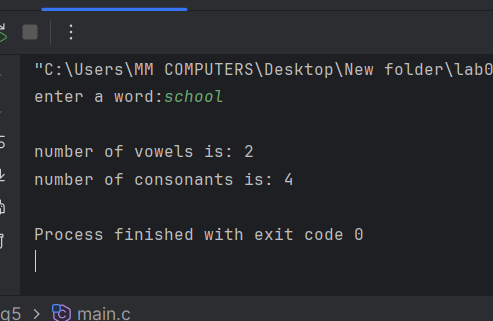 "C:\Users\MM COMPUTERS\Desktop\New folder\lab0
enter a word:school
number of vowels is: 2
number of consonants is: 4
Process finished with exit code 0
q5 > main.c